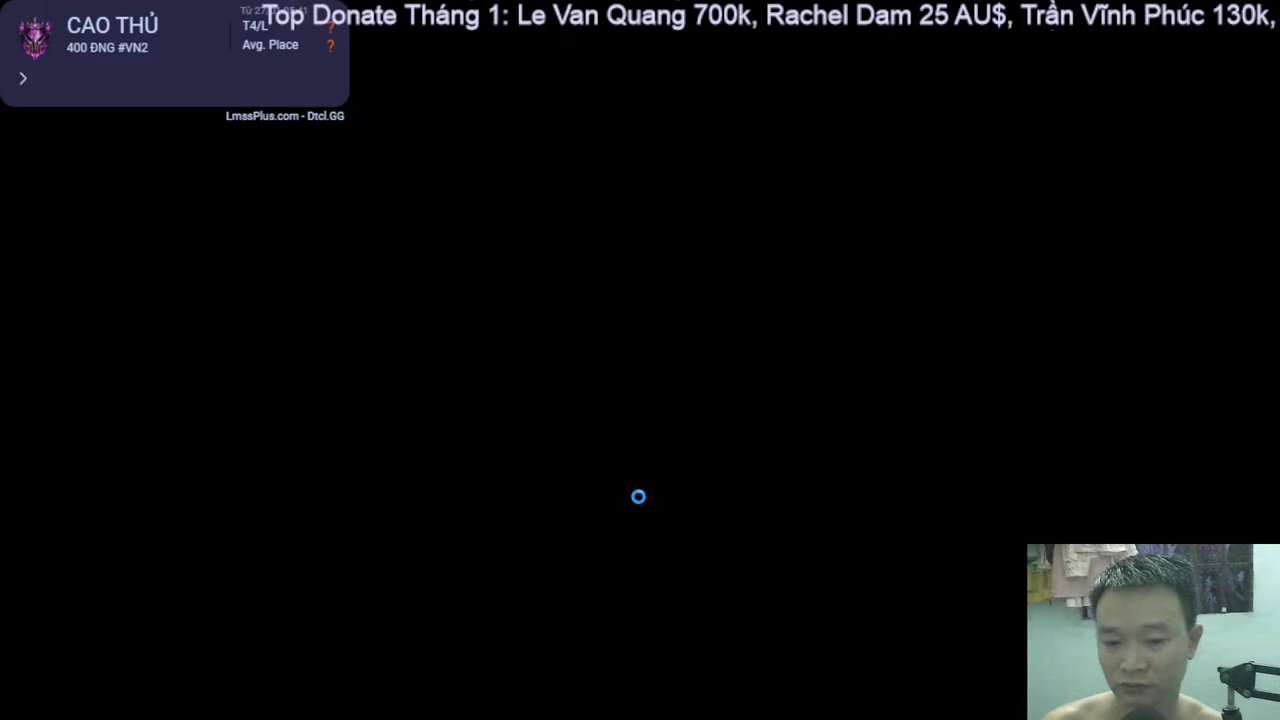 Top Donate Tháng 1: Le Van Quang 700k, Rachel Dam 25 AU$, Trần Vĩnh Phúc 130k,
CAO THỦ
400 ĐNG #VN2
T4/L ?
Avg. Place ?
LmssPlus.com - Dtcl.GG